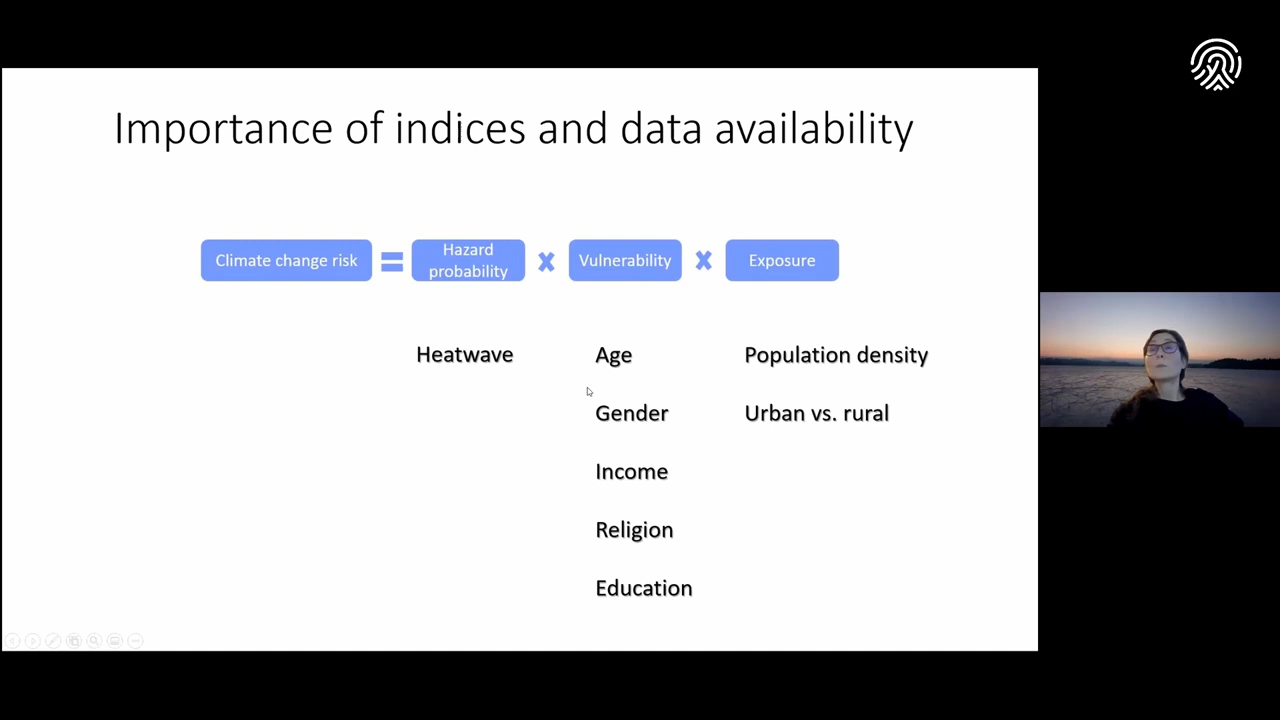 Importance of indices and data availability
Climate change risk = Hazard probability × Vulnerability × Exposure
Heatwave Age Population density
Gender Urban vs. rural
Income
Religion
Education